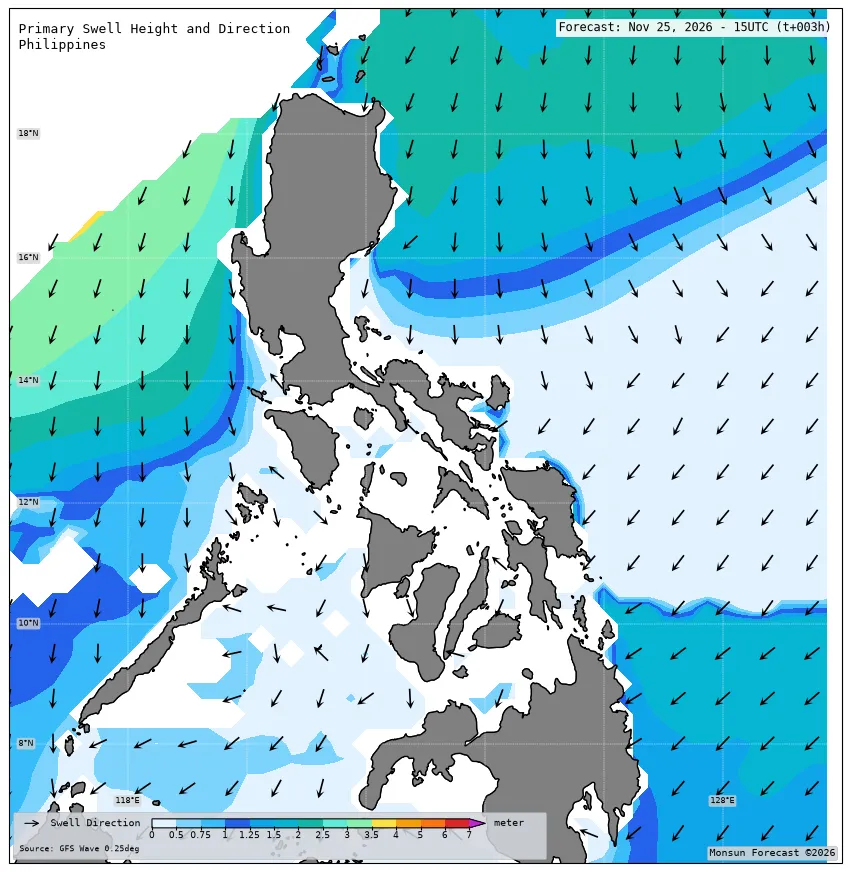 Primary Swell Height and Direction
Philippines
Forecast: Nov 25, 2026 - 15UTC (t+003h)
18°N
16°N
14°N
12°N
10°N
8°N
118°E
128°E
Swell Direction
0 0.5 0.75 1 1.25 1.5 2 2.5 3 3.5 4 5 6 7
meter
Source: GFS Wave 0.25deg
Monsun Forecast ©2026